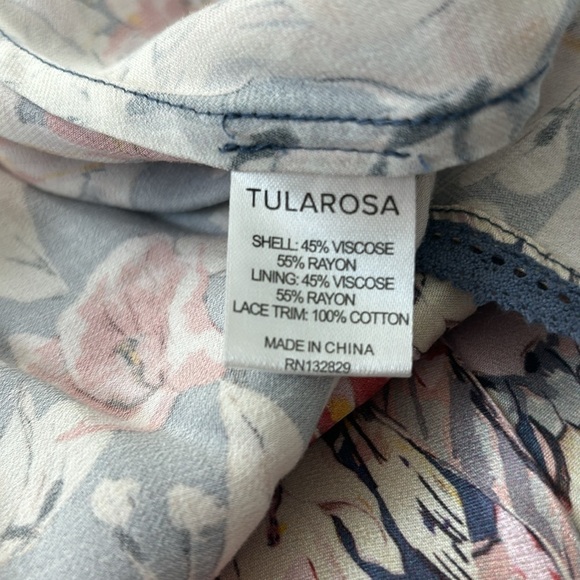 TULAROSA
SHELL: 45% VISCOSE
55% RAYON
LINING: 45% VISCOSE
55% RAYON
LACE TRIM: 100% COTTON
MADE IN CHINA
RN132829